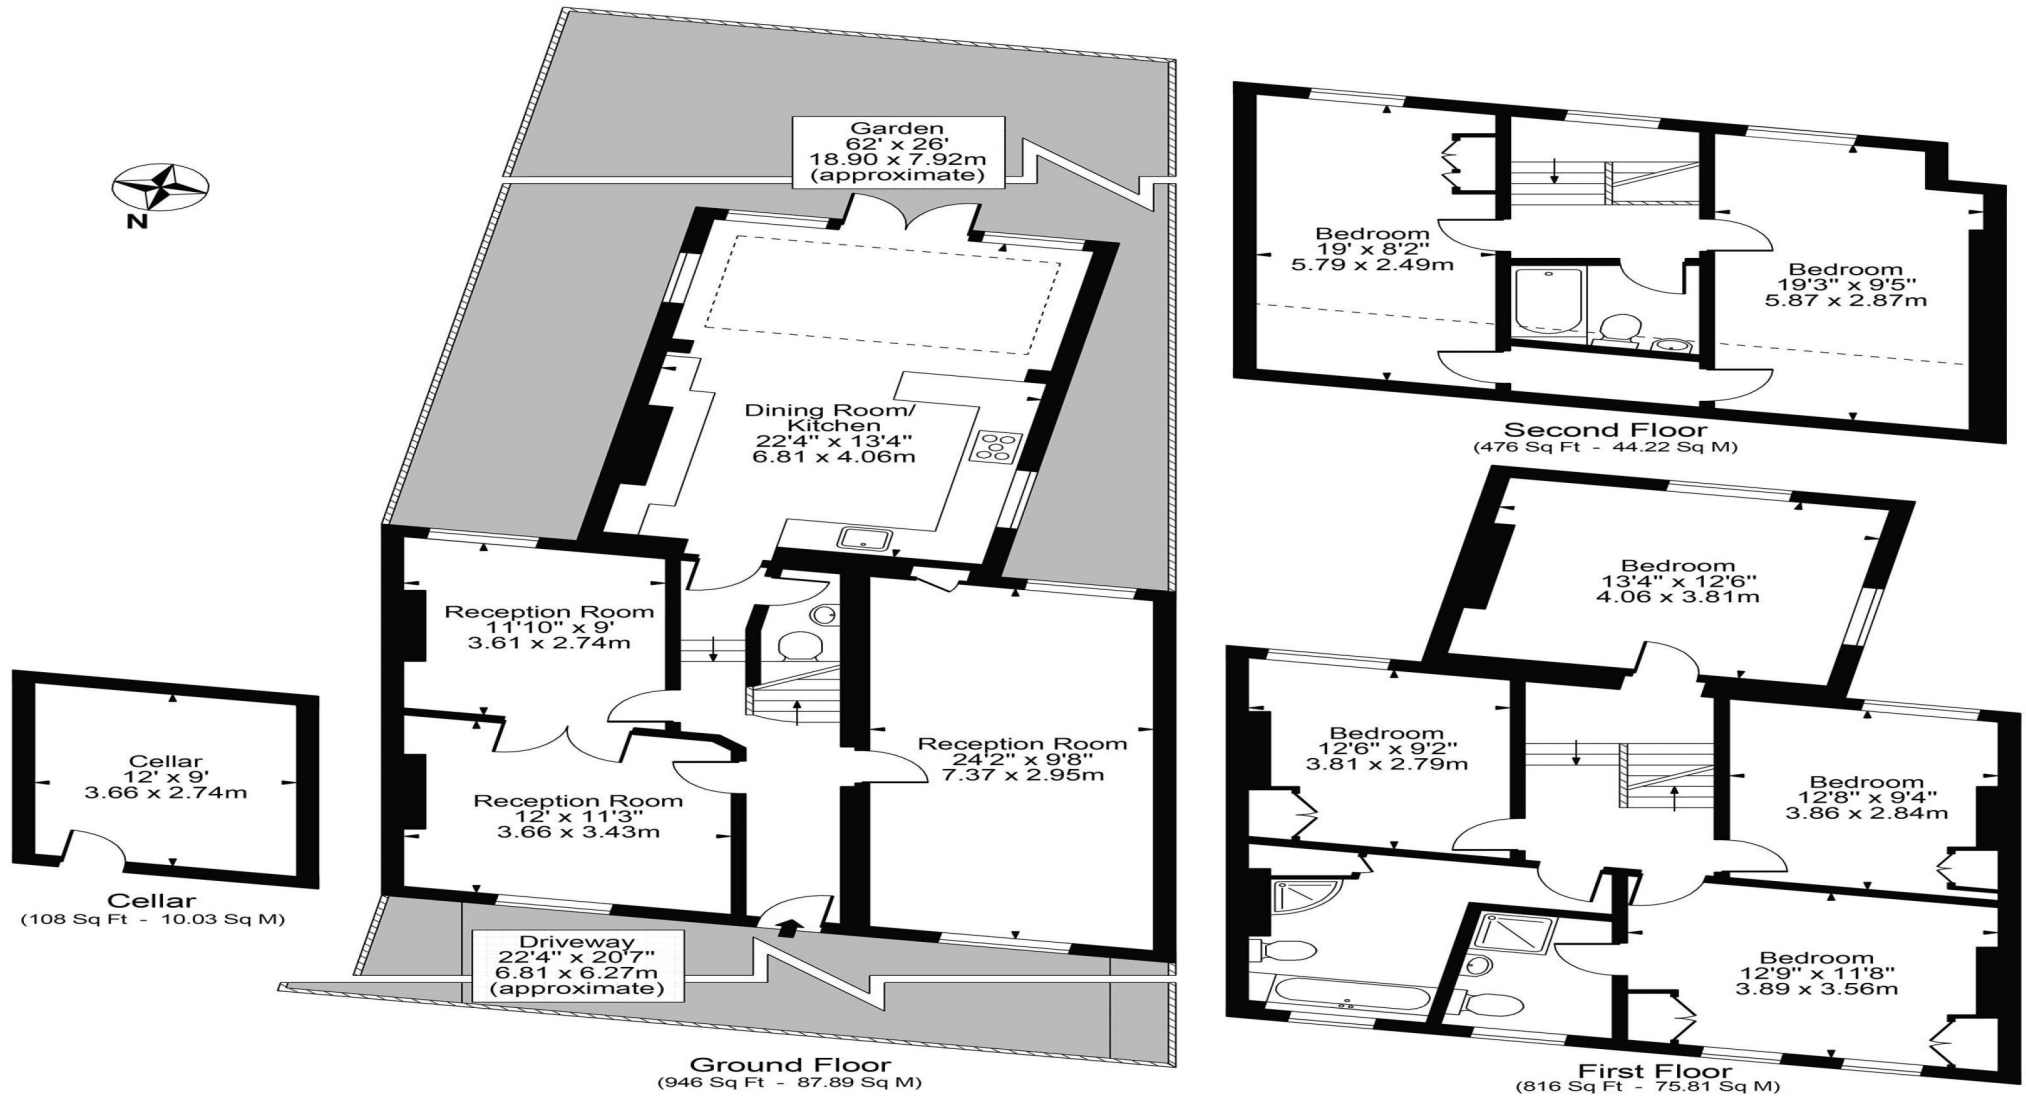 Garden
62' x 26'
18.90 x 7.92m
(approximate)
N
Dining Room/
Kitchen
22'4" x 13'4"
6.81 x 4.06m
Reception Room
11'10" x 9'
3.61 x 2.74m
Reception Room
12' x 11'3"
3.66 x 3.43m
Reception Room
24'2" x 9'8"
7.37 x 2.95m
Driveway
22'4" x 20'7"
6.81 x 6.27m
(approximate)
Ground Floor
(946 Sq Ft - 87.89 Sq M)
Cellar
12' x 9'
3.66 x 2.74m
Cellar
(108 Sq Ft - 10.03 Sq M)
Bedroom
19' x 8'2"
5.79 x 2.49m
Bedroom
19'3" x 9'5"
5.87 x 2.87m
Second Floor
(476 Sq Ft - 44.22 Sq M)
Bedroom
13'4" x 12'6"
4.06 x 3.81m
Bedroom
12'6" x 9'2"
3.81 x 2.79m
Bedroom
12'8" x 9'4"
3.86 x 2.84m
Bedroom
12'9" x 11'8"
3.89 x 3.56m
First Floor
(816 Sq Ft - 75.81 Sq M)